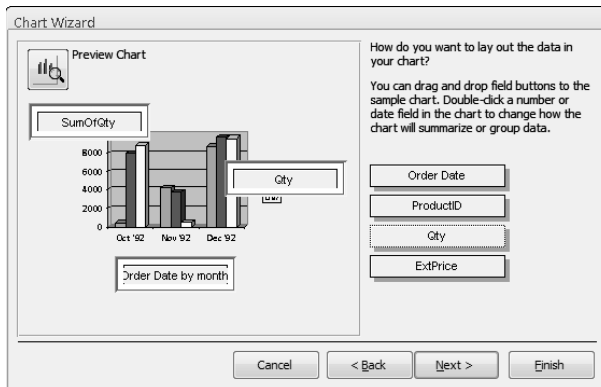 Chart Wizard
Preview Chart
How do you want to lay out the data in
your chart?
You can drag and drop field buttons to the
sample chart. Double-click a number or
date field in the chart to change how the
chart will summarize or group data.
SumOfQty
8000
6000
4000
2000
0
Oct '92 Nov '92 Dec '92
Qty
Order Date by month
Order Date
ProductID
Qty
ExtPrice
Cancel
< Back
Next >
Finish